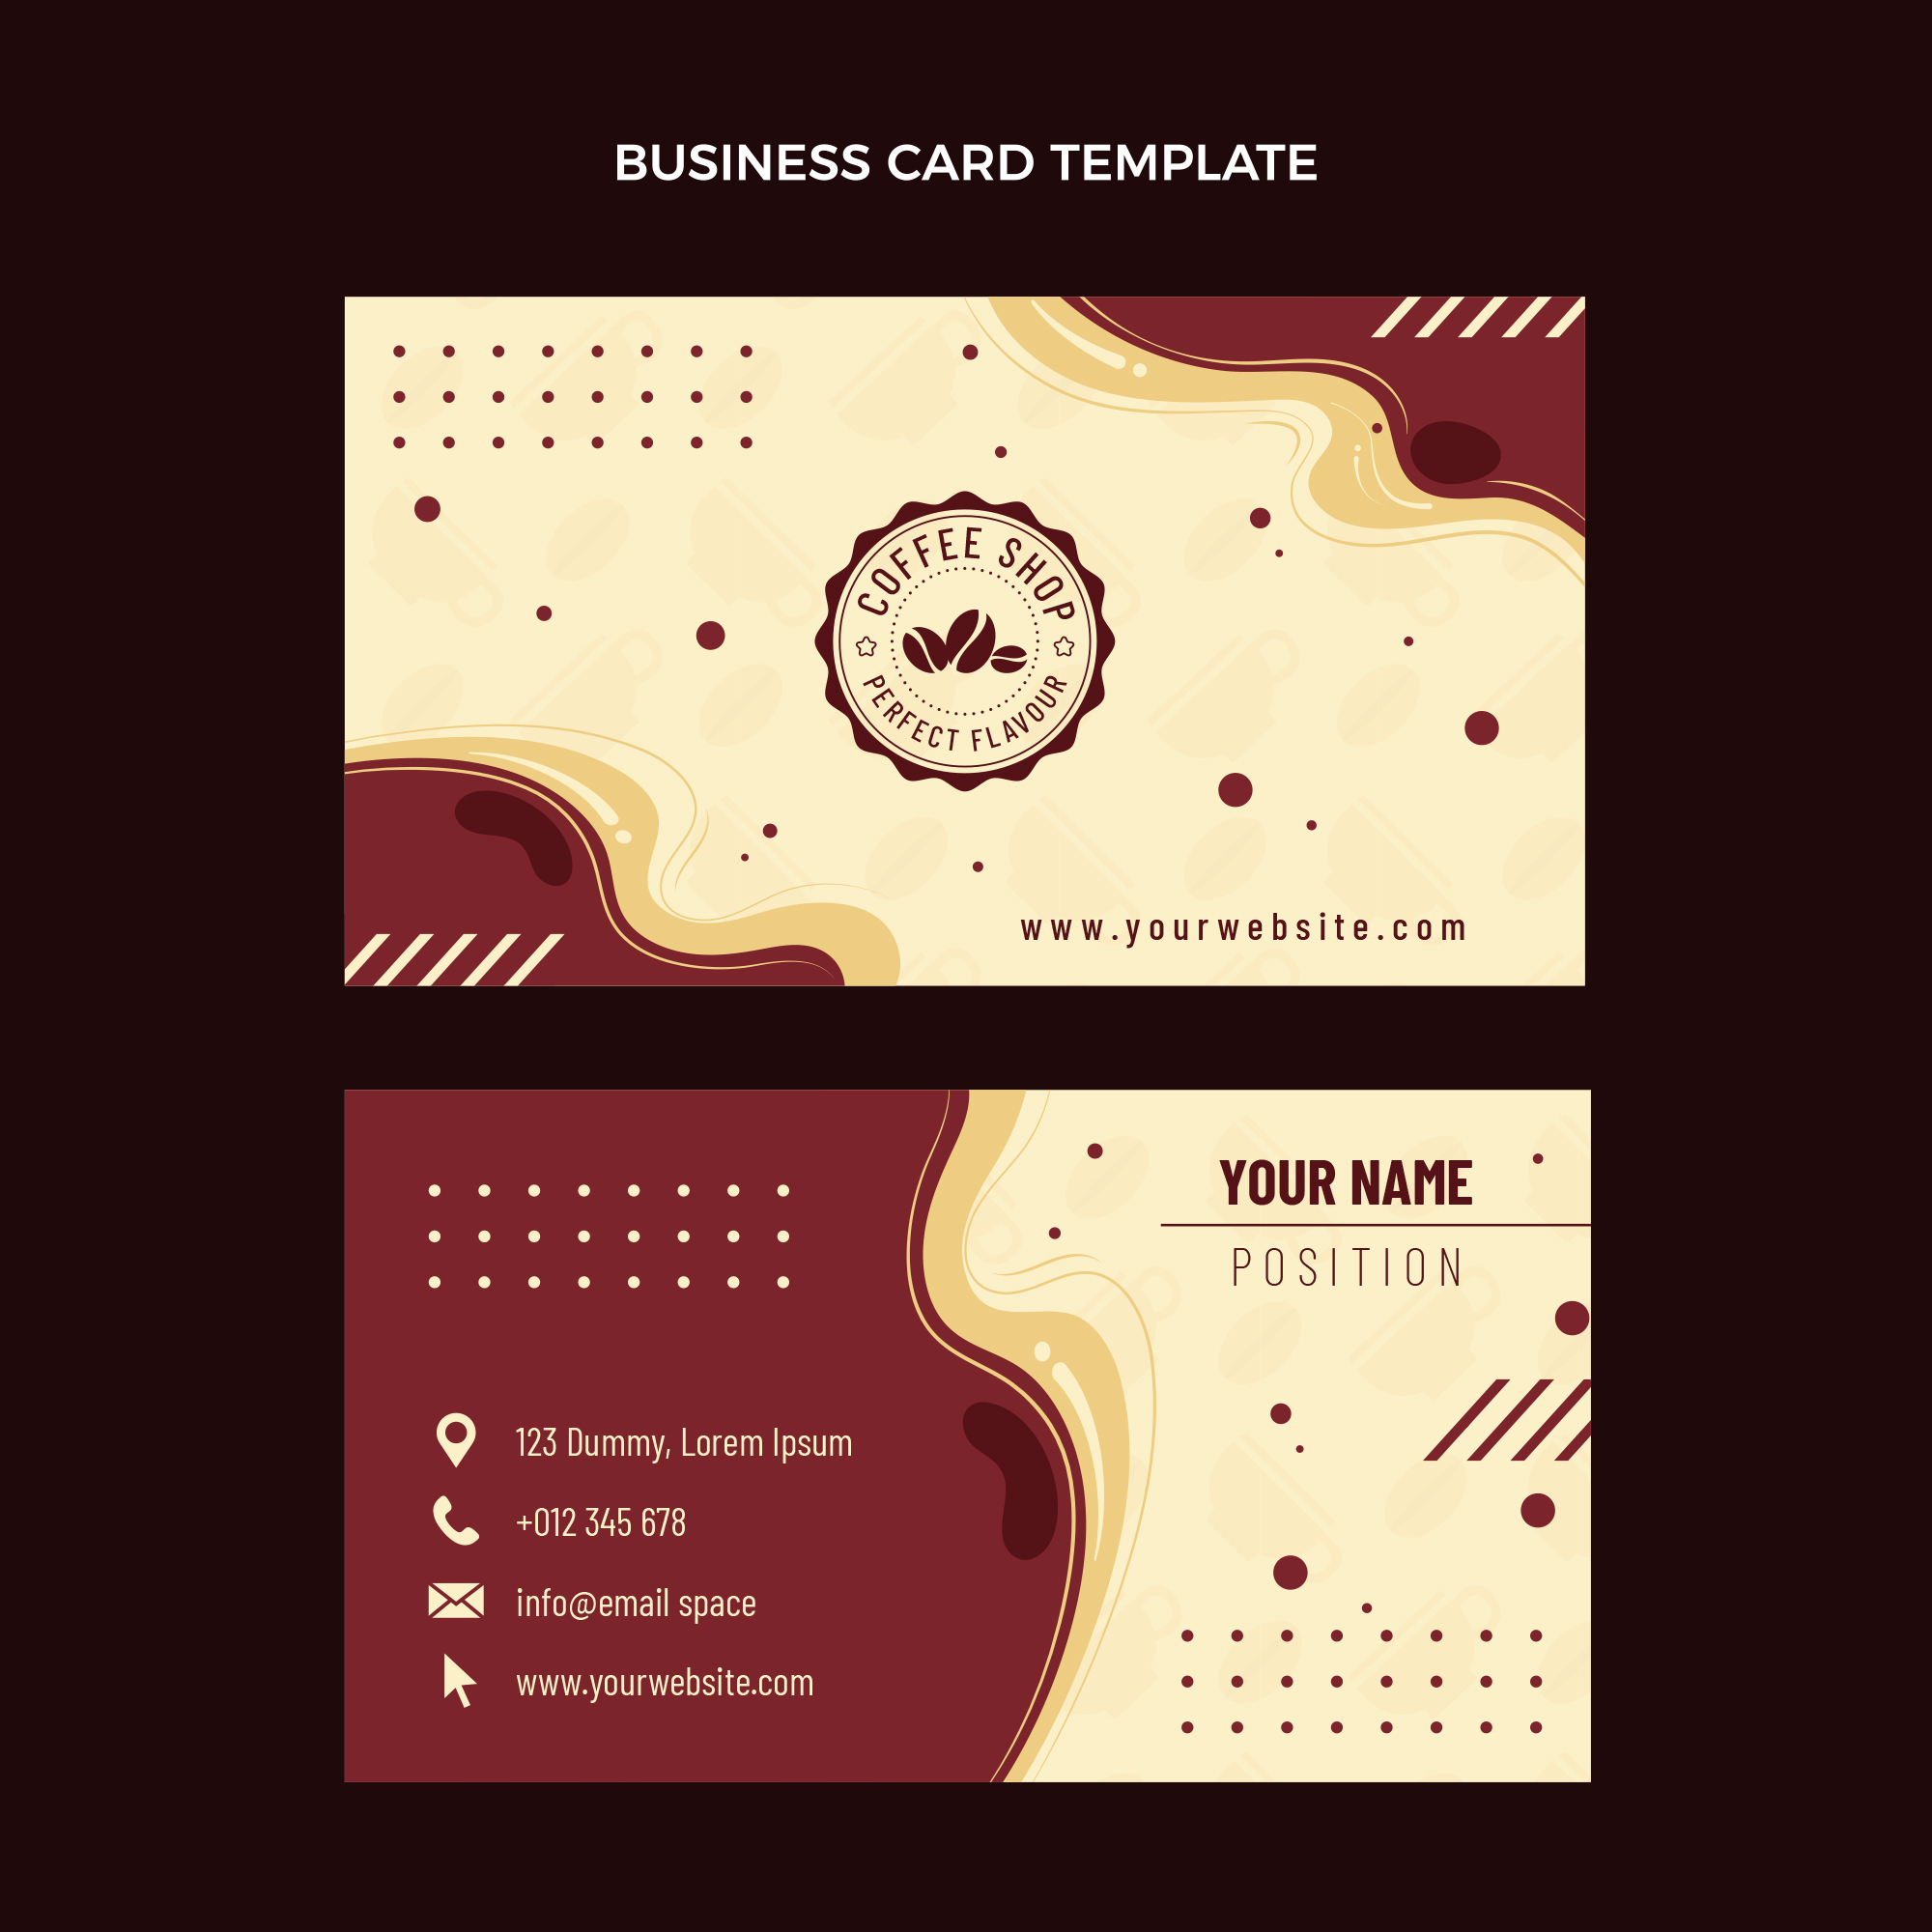 BUSINESS CARD TEMPLATE
COFFEE SHOP
PERFECT FLAVOUR
www.yourwebsite.com
YOUR NAME
POSITION
123 Dummy, Lorem Ipsum
+012 345 678
info@email space
www.yourwebsite.com